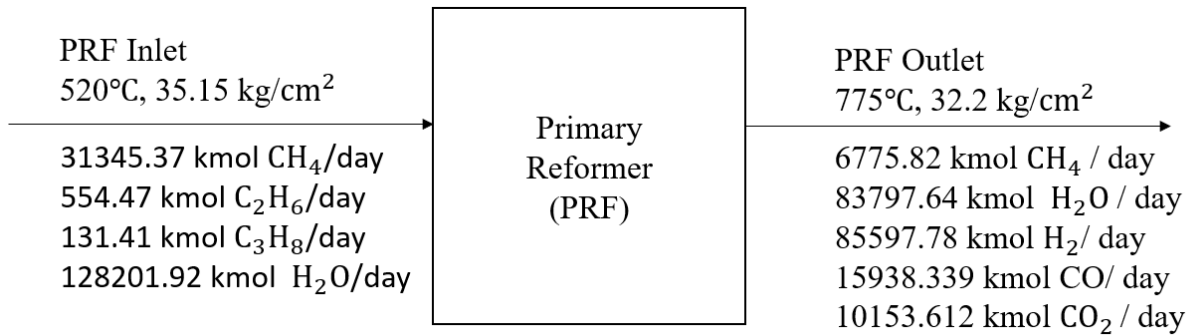 PRF Inlet
520°C, 35.15 kg/cm²
31345.37 kmol CH₄/day
554.47 kmol C₂H₆/day
131.41 kmol C₃H₈/day
128201.92 kmol H₂O/day
Primary
Reformer
(PRF)
PRF Outlet
775°C, 32.2 kg/cm²
6775.82 kmol CH₄ / day
83797.64 kmol H₂O / day
85597.78 kmol H₂/ day
15938.339 kmol CO/ day
10153.612 kmol CO₂ / day